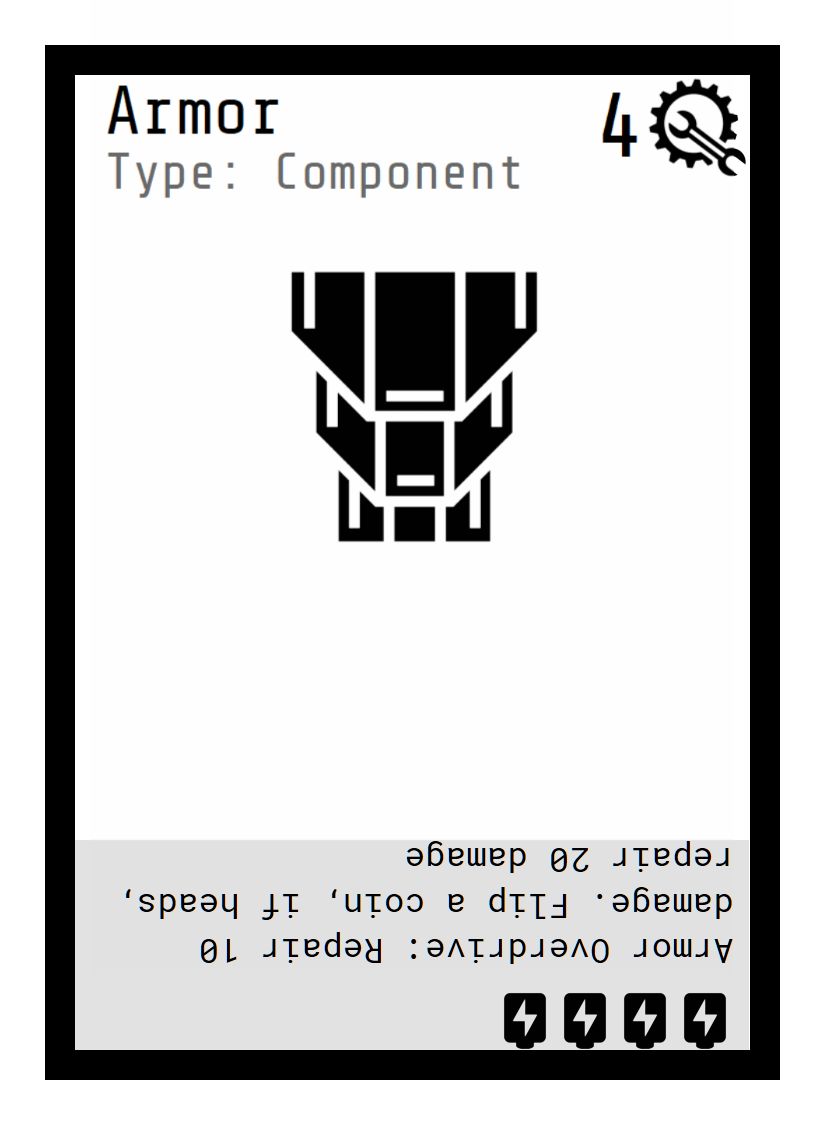 Armor
4
Type: Component
Armor Overdrive: Repair 10
damage. Flip a coin, if heads,
repair 20 damage